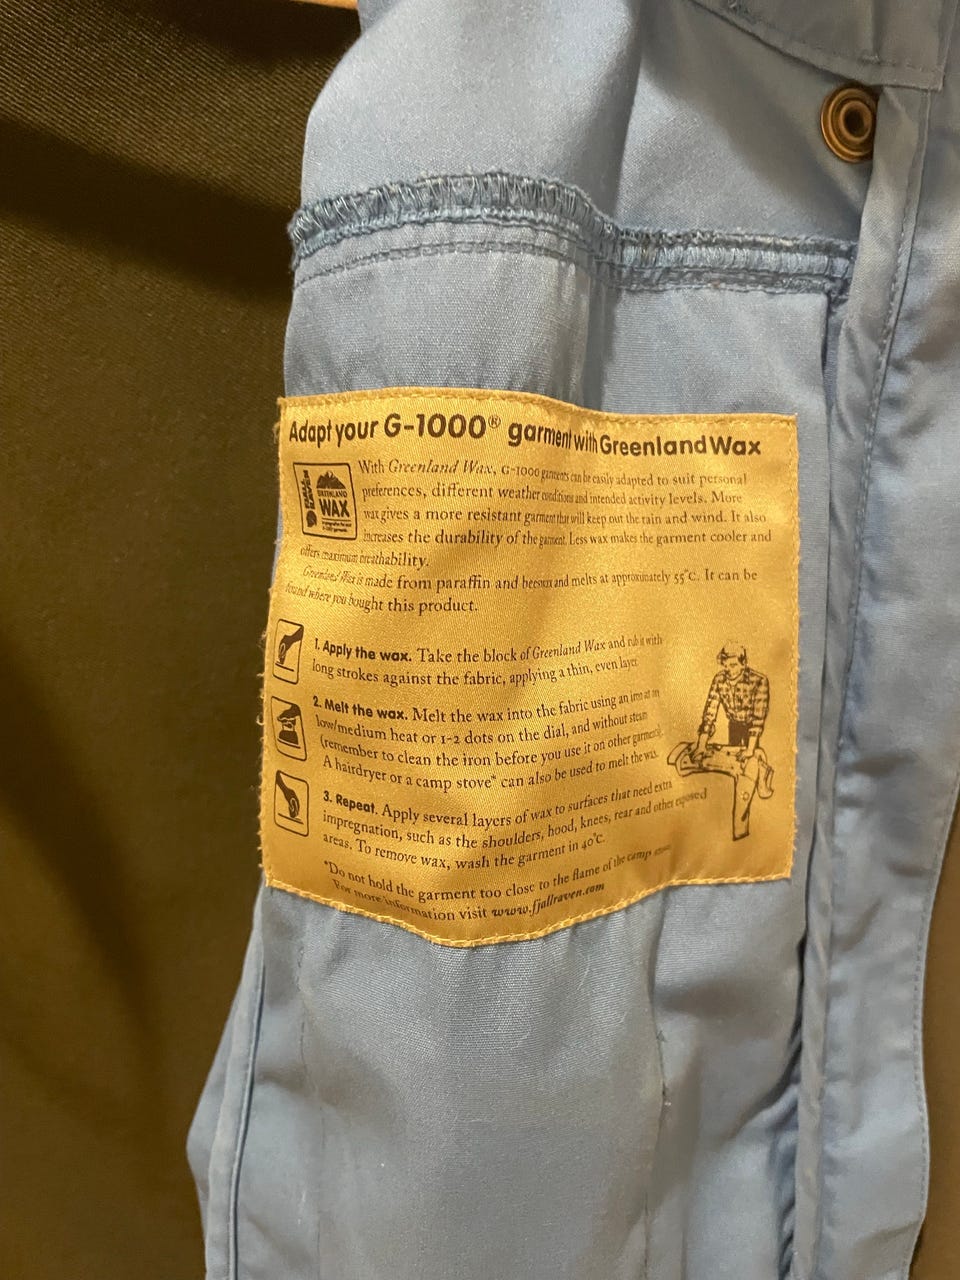 Adapt your G-1000® garment with Greenland Wax
FJÄLL RÄVEN
GREENLAND
WAX
With Greenland Wax, G-1000 garments can be easily adapted to suit personal
preferences, different weather conditions and intended activity levels. More
wax gives a more resistant garment that will keep out the rain and wind. It also
increases the durability of the garment. Less wax makes the garment cooler and
offers maximum breathability.
Greenland Wax is made from paraffin and beeswax and melts at approximately 55°C. It can be
found where you bought this product.
1. Apply the wax. Take the block of Greenland Wax and rub it with
long strokes against the fabric, applying a thin, even layer.
2. Melt the wax. Melt the wax into the fabric using an iron at an
low/medium heat or 1-2 dots on the dial, and without steam
(remember to clean the iron before you use it on other garments).
A hairdryer or a camp stove* can also be used to melt the wax.
3. Repeat. Apply several layers of wax to surfaces that need extra
impregnation, such as the shoulders, hood, knees, rear and other exposed
areas. To remove wax, wash the garment in 40°C.
*Do not hold the garment too close to the flame of the camp stove.
For more information visit www.fjallraven.com